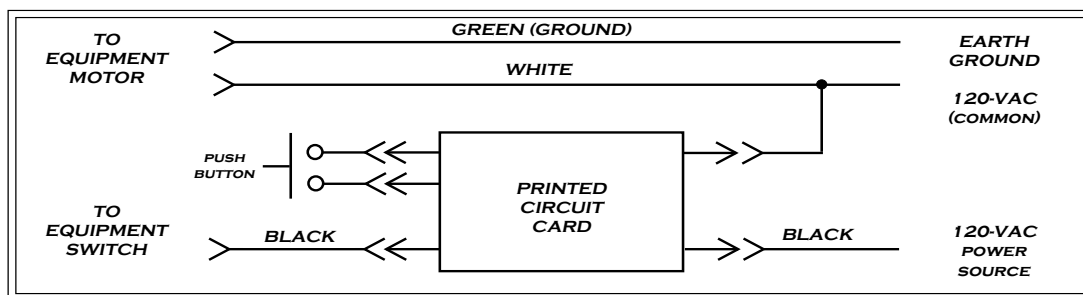 TO
EQUIPMENT
MOTOR
GREEN (GROUND)
EARTH
GROUND
WHITE
120-VAC
(COMMON)
PUSH
BUTTON
PRINTED
CIRCUIT
CARD
TO
EQUIPMENT
SWITCH
BLACK
BLACK
120-VAC
POWER
SOURCE